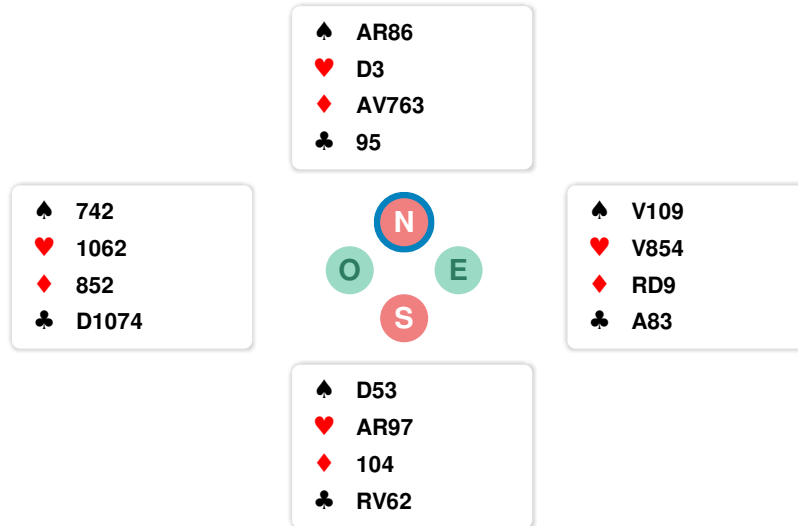 ♠ AR86
♥ D3
♦ AV763
♣ 95
♠ 742
♥ 1062
♦ 852
♣ D1074
N
O E
S
♠ V109
♥ V854
♦ RD9
♣ A83
♠ D53
♥ AR97
♦ 104
♣ RV62